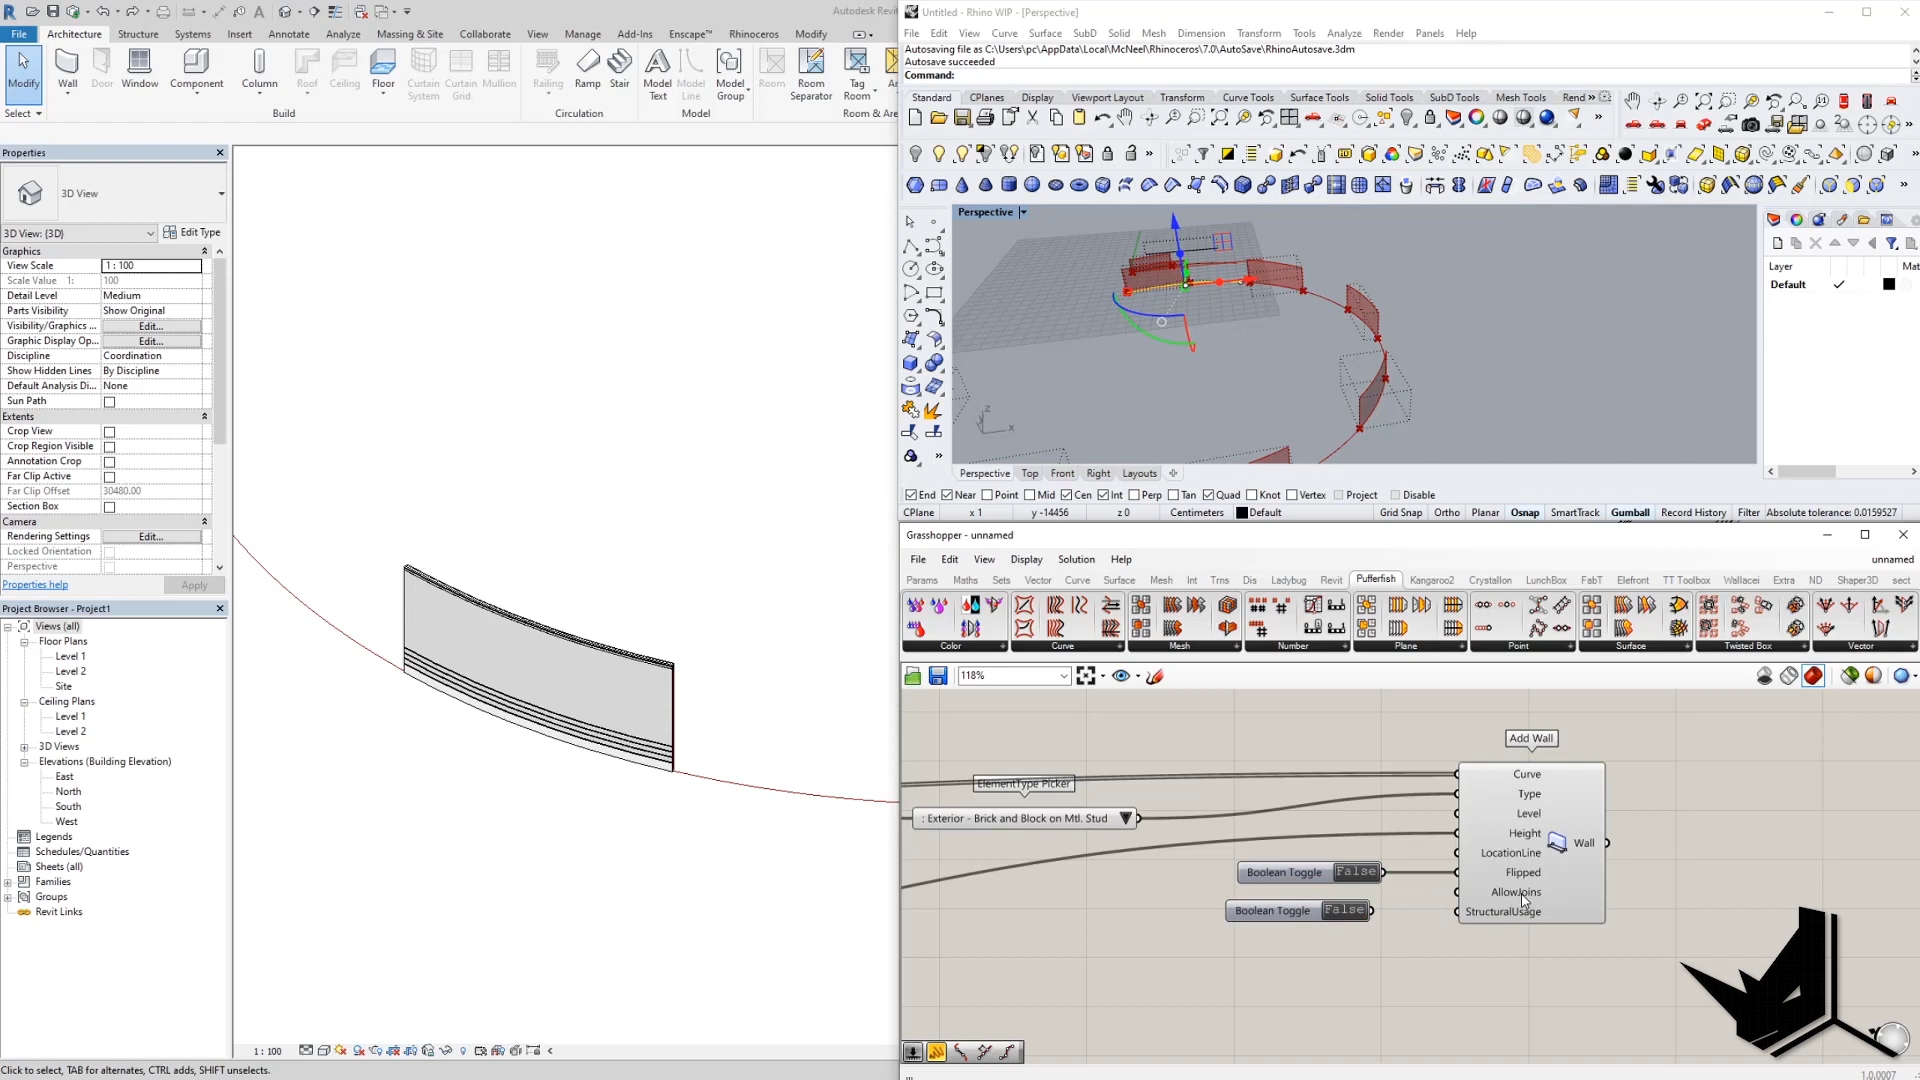 Autodesk Revit
File Architecture Structure Systems Insert Annotate Analyze Massing & Site Collaborate View Manage Add-Ins Enscape™ Rhinoceros Modify
Modify Wall Door Window Component Column Roof Ceiling Floor Curtain System Curtain Grid Mullion Railing Ramp Stair Model Text Model Line Model Group Room Room Separator Tag Room
Select Build Circulation Model Room & Area
Properties
3D View
3D View: {3D} Edit Type
Graphics
View Scale 1 : 100
Scale Value 1: 100
Detail Level Medium
Parts Visibility Show Original
Visibility/Graphics ... Edit...
Graphic Display Op... Edit...
Discipline Coordination
Show Hidden Lines By Discipline
Default Analysis Di... None
Sun Path
Extents
Crop View
Crop Region Visible
Annotation Crop
Far Clip Active
Far Clip Offset 30480.00
Section Box
Camera
Rendering Settings Edit...
Locked Orientation
Perspective
Properties help Apply
Project Browser - Project1
Views (all)
Floor Plans
Level 1
Level 2
Site
Ceiling Plans
Level 1
Level 2
3D Views
Elevations (Building Elevation)
East
North
South
West
Legends
Schedules/Quantities
Sheets (all)
Families
Groups
Revit Links
1 : 100
Click to select, TAB for alternates, CTRL adds, SHIFT unselects.
Untitled - Rhino WIP - [Perspective]
File Edit View Curve Surface SubD Solid Mesh Dimension Transform Tools Analyze Render Panels Help
Autosaving file as C:\Users\pc\AppData\Local\McNeel\Rhinoceros\7.0\AutoSave\RhinoAutosave.3dm
Autosave succeeded
Command:
Standard CPlanes Display Viewport Layout Transform Curve Tools Surface Tools Solid Tools SubD Tools Mesh Tools Rend
Perspective
z
x
Layer Mat
Default
Perspective Top Front Right Layouts
End Near Point Mid Cen Int Perp Tan Quad Knot Vertex Project Disable
CPlane x 1 y -14456 z 0 Centimeters Default Grid Snap Ortho Planar Osnap SmartTrack Gumball Record History Filter Absolute tolerance: 0.0159527
Grasshopper - unnamed
File Edit View Display Solution Help unnamed
Params Maths Sets Vector Curve Surface Mesh Int Trns Dis Ladybug Revit Pufferfish Kangaroo2 Crystallon LunchBox FabT Elefront TT Toolbox Wallacei Extra ND Shaper3D sect
Color Curve Mesh Number Plane Point Surface Twisted Box Vector
118%
Add Wall
ElementType Picker
: Exterior - Brick and Block on Mtl. Stud
Curve
Type
Level
Height
LocationLine
Flipped
AllowJoins
StructuralUsage
Wall
Boolean Toggle False
Boolean Toggle False
1.0.0007